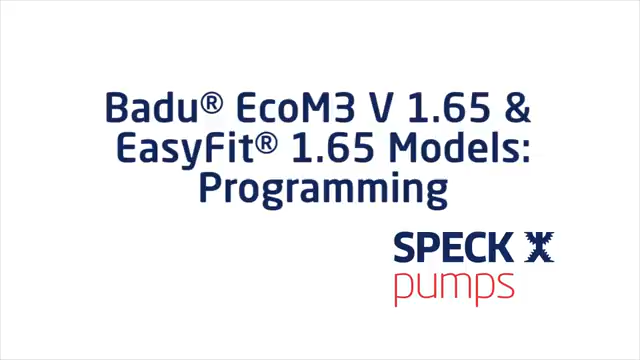 Badu® EcoM3 V 1.65 &
EasyFit® 1.65 Models:
Programming
SPECK
pumps